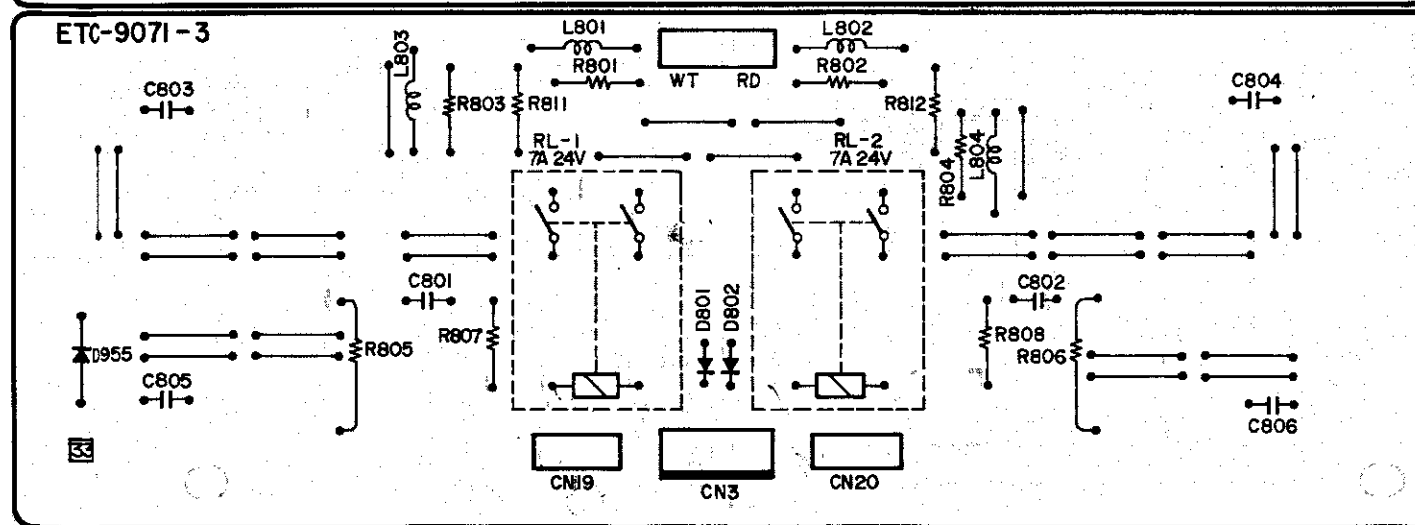 ETC-9071-3
L801
L802
L803
R801
R802
WT RD
C803
C804
R803
R811
R812
RL-1
7A 24V
RL-2
7A 24V
R804
L804
C801
C802
D801
D802
R807
R805
R808
R806
D955
C805
C806
33
CN19
CN3
CN20